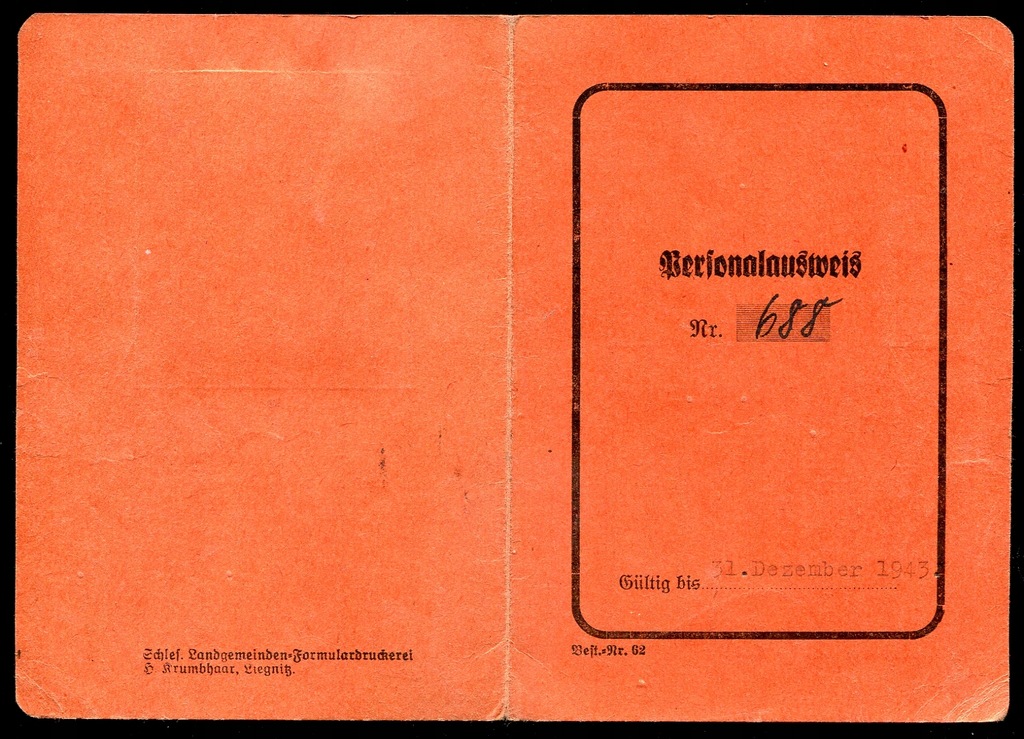 Schles. Landgemeinden-Formulardruckerei
H. Krumbhaar, Liegnitz.
Personalausweis
Nr. 688
Gültig bis 31.Dezember 1943.
Best.-Nr. 62